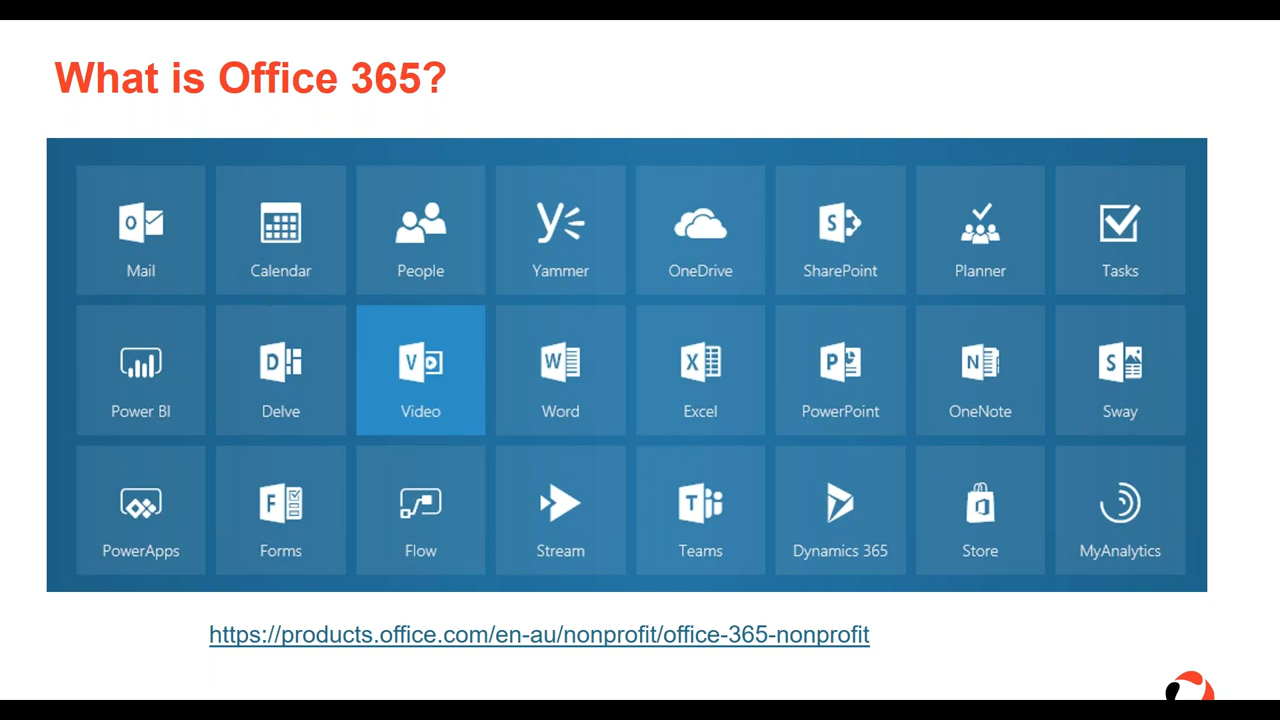 What is Office 365?
Mail Calendar People Yammer OneDrive SharePoint Planner Tasks
Power BI Delve Video Word Excel PowerPoint OneNote Sway
PowerApps Forms Flow Stream Teams Dynamics 365 Store MyAnalytics
https://products.office.com/en-au/nonprofit/office-365-nonprofit